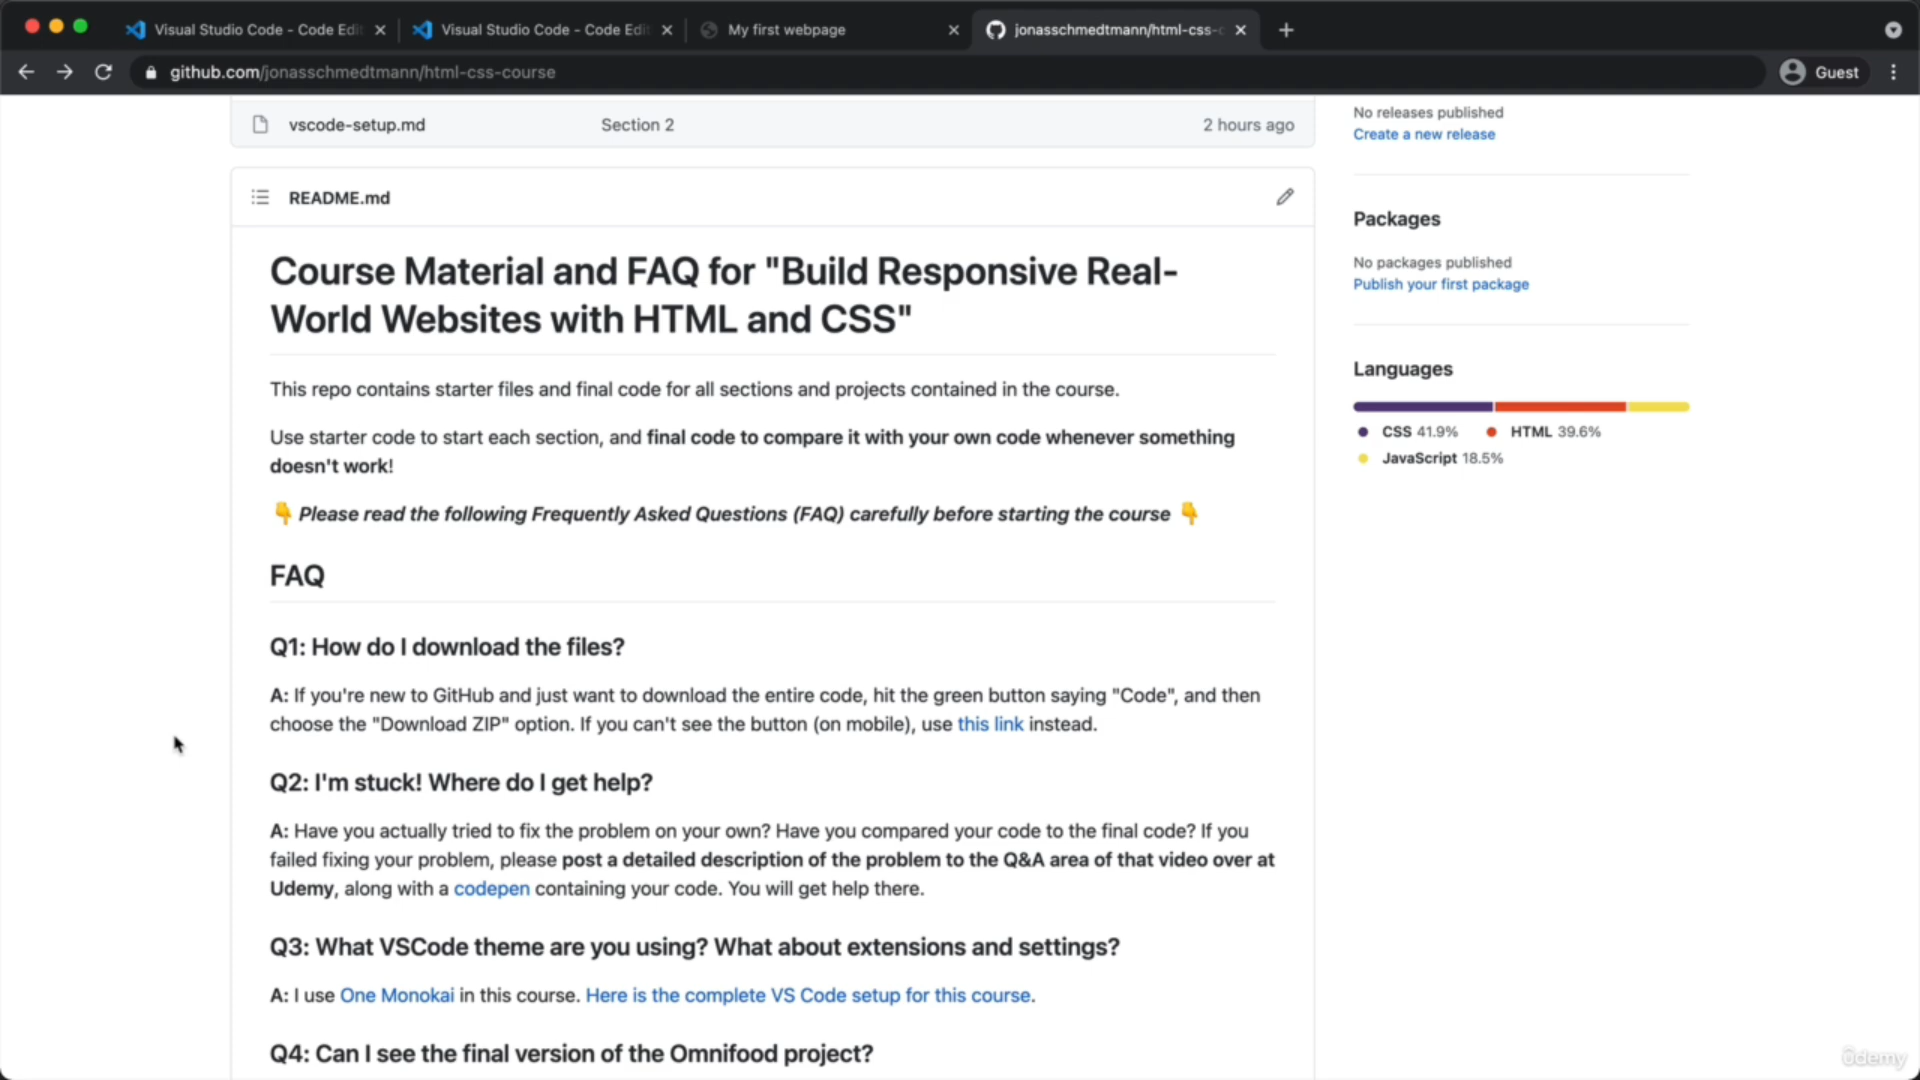 Visual Studio Code - Code Edi
Visual Studio Code - Code Edi
My first webpage
jonasschmedtmann/html-css-c
github.com/jonasschmedtmann/html-css-course
Guest
vscode-setup.md
Section 2
2 hours ago
README.md
Course Material and FAQ for "Build Responsive Real-
World Websites with HTML and CSS"
This repo contains starter files and final code for all sections and projects contained in the course.
Use starter code to start each section, and final code to compare it with your own code whenever something
doesn't work!
👇 Please read the following Frequently Asked Questions (FAQ) carefully before starting the course 👇
FAQ
Q1: How do I download the files?
A: If you're new to GitHub and just want to download the entire code, hit the green button saying "Code", and then
choose the "Download ZIP" option. If you can't see the button (on mobile), use this link instead.
Q2: I'm stuck! Where do I get help?
A: Have you actually tried to fix the problem on your own? Have you compared your code to the final code? If you
failed fixing your problem, please post a detailed description of the problem to the Q&A area of that video over at
Udemy, along with a codepen containing your code. You will get help there.
Q3: What VSCode theme are you using? What about extensions and settings?
A: I use One Monokai in this course. Here is the complete VS Code setup for this course.
Q4: Can I see the final version of the Omnifood project?
No releases published
Create a new release
Packages
No packages published
Publish your first package
Languages
CSS 41.9%
HTML 39.6%
JavaScript 18.5%
ûdemy